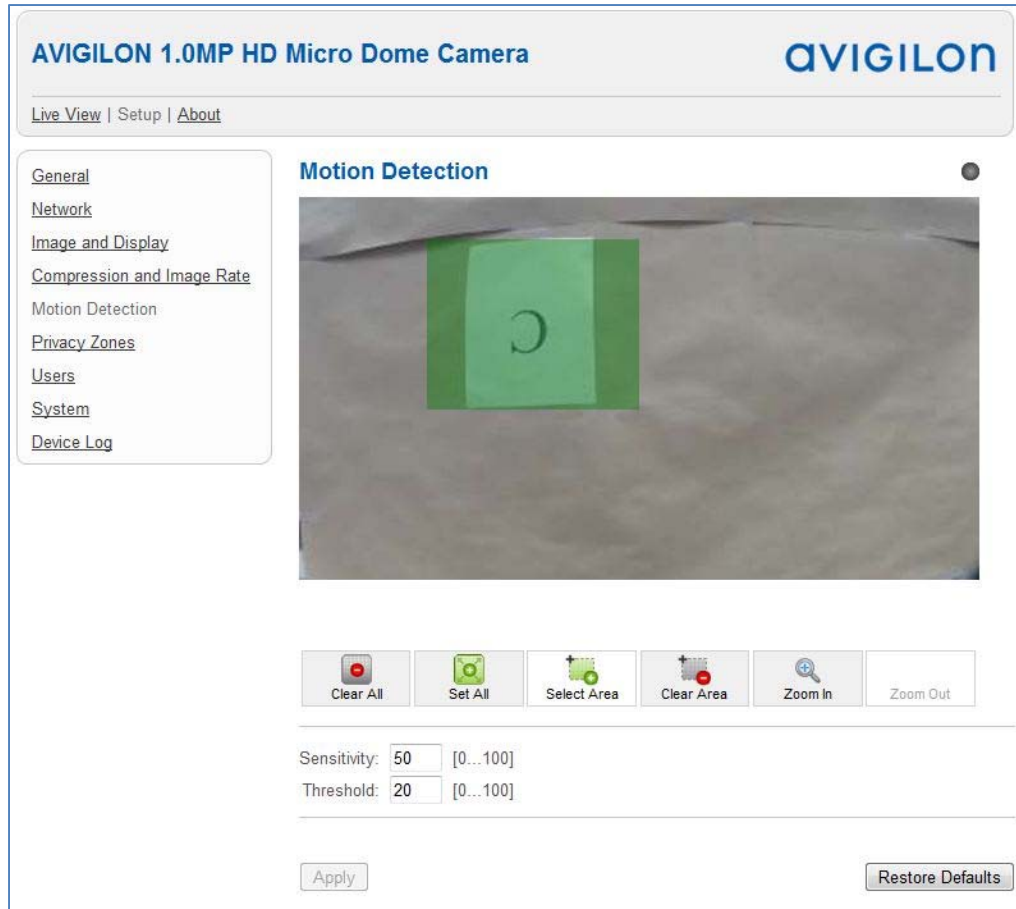 AVIGILON 1.0MP HD Micro Dome Camera
avigilon
Live View | Setup | About
General
Network
Image and Display
Compression and Image Rate
Motion Detection
Privacy Zones
Users
System
Device Log
Motion Detection
Ɔ
Clear All
Set All
Select Area
Clear Area
Zoom In
Zoom Out
Sensitivity: 50 [0...100]
Threshold: 20 [0...100]
Apply
Restore Defaults